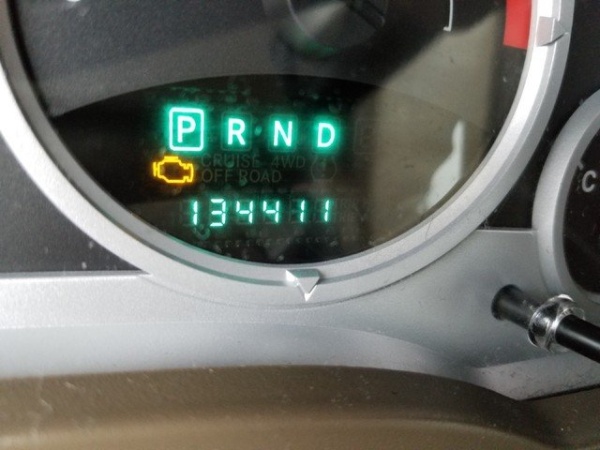 P R N D
CRUISE 4WD
OFF ROAD
134411
C